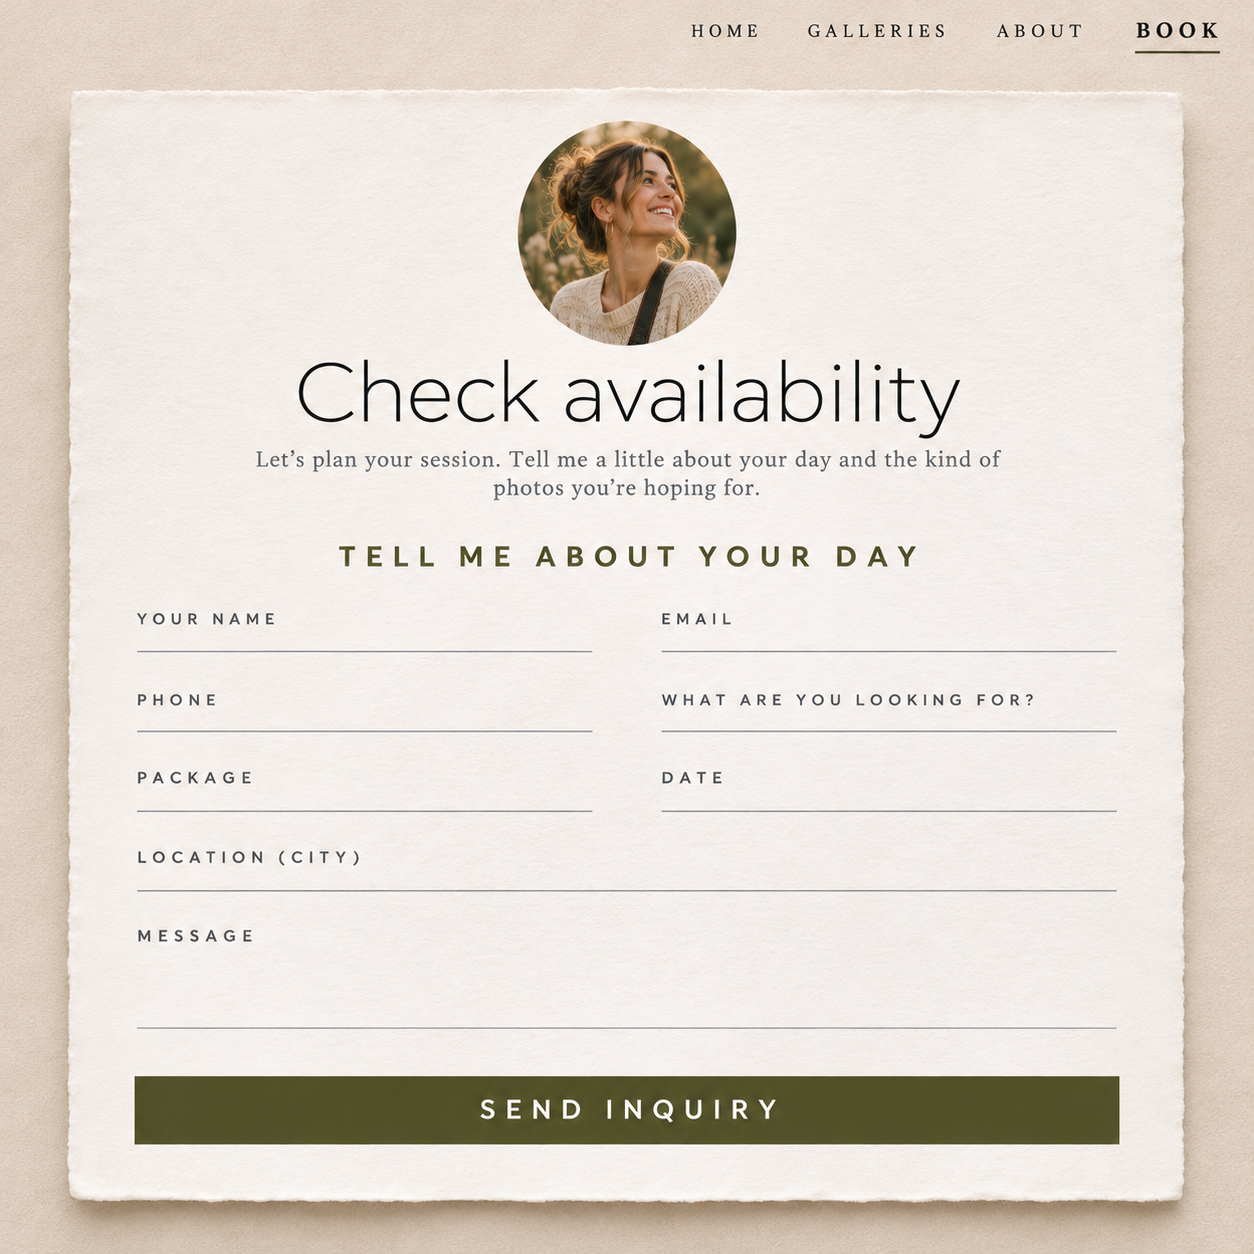 HOME GALLERIES ABOUT BOOK
Check availability
Let’s plan your session. Tell me a little about your day and the kind of
photos you’re hoping for.
TELL ME ABOUT YOUR DAY
YOUR NAME EMAIL
PHONE WHAT ARE YOU LOOKING FOR?
PACKAGE DATE
LOCATION (CITY)
MESSAGE
SEND INQUIRY